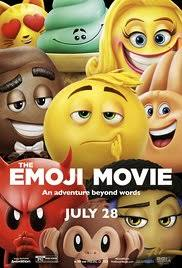 THE
EMOJI MOVIE
An adventure beyond words
JULY 28